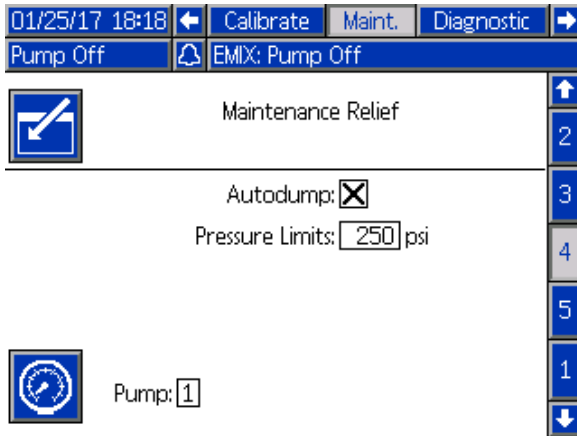 01/25/17 18:18 Calibrate Maint. Diagnostic
Pump Off EMIX: Pump Off
Maintenance Relief
2
Autodump:
3
Pressure Limits: 250 psi
4
5
1
Pump: 1